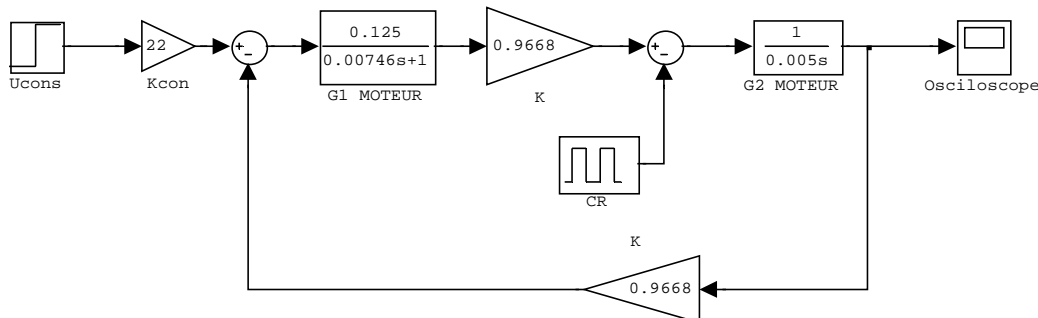 22
+
−
0.125
0.00746s+1
0.9668
+
−
1
0.005s
Ucons
Kcon
G1 MOTEUR
K
G2 MOTEUR
Osciloscope
CR
K
0.9668